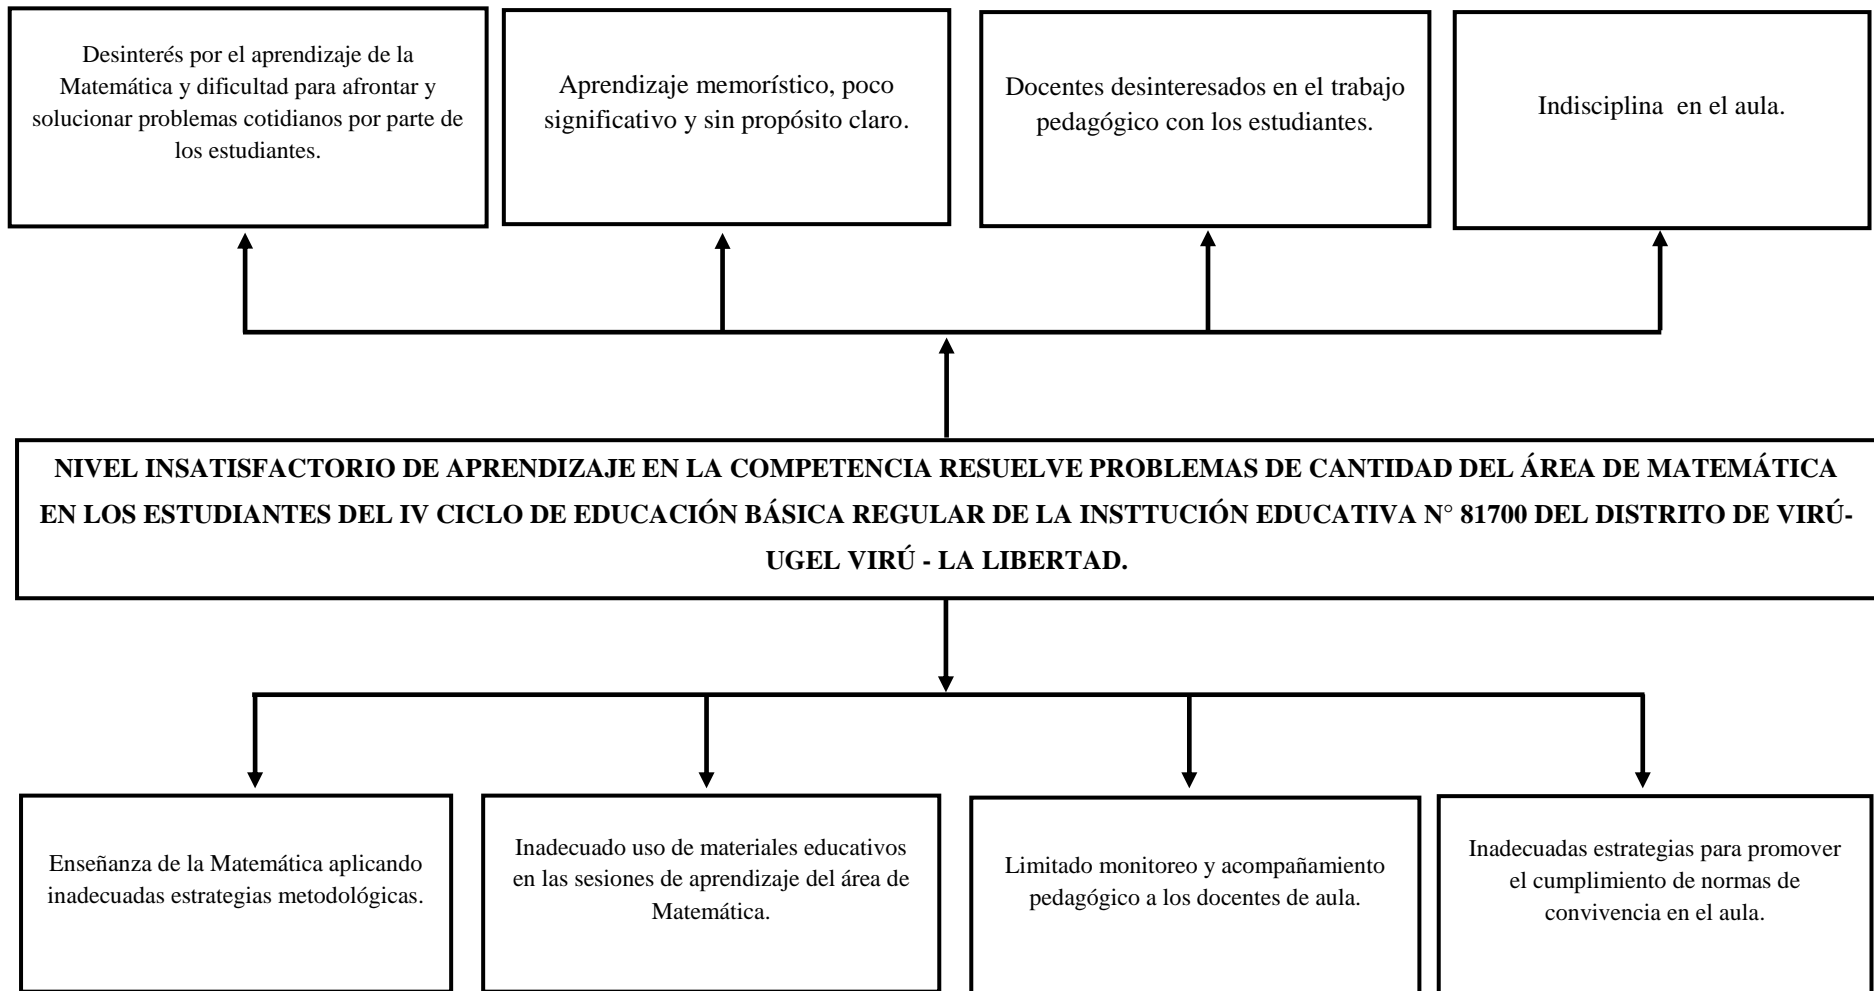 Desinterés por el aprendizaje de la
Matemática y dificultad para afrontar y
solucionar problemas cotidianos por parte de
los estudiantes.
Aprendizaje memorístico, poco
significativo y sin propósito claro.
Docentes desinteresados en el trabajo
pedagógico con los estudiantes.
Indisciplina en el aula.
NIVEL INSATISFACTORIO DE APRENDIZAJE EN LA COMPETENCIA RESUELVE PROBLEMAS DE CANTIDAD DEL ÁREA DE MATEMÁTICA
EN LOS ESTUDIANTES DEL IV CICLO DE EDUCACIÓN BÁSICA REGULAR DE LA INSTTUCIÓN EDUCATIVA N° 81700 DEL DISTRITO DE VIRÚ-
UGEL VIRÚ - LA LIBERTAD.
Enseñanza de la Matemática aplicando
inadecuadas estrategias metodológicas.
Inadecuado uso de materiales educativos
en las sesiones de aprendizaje del área de
Matemática.
Limitado monitoreo y acompañamiento
pedagógico a los docentes de aula.
Inadecuadas estrategias para promover
el cumplimiento de normas de
convivencia en el aula.